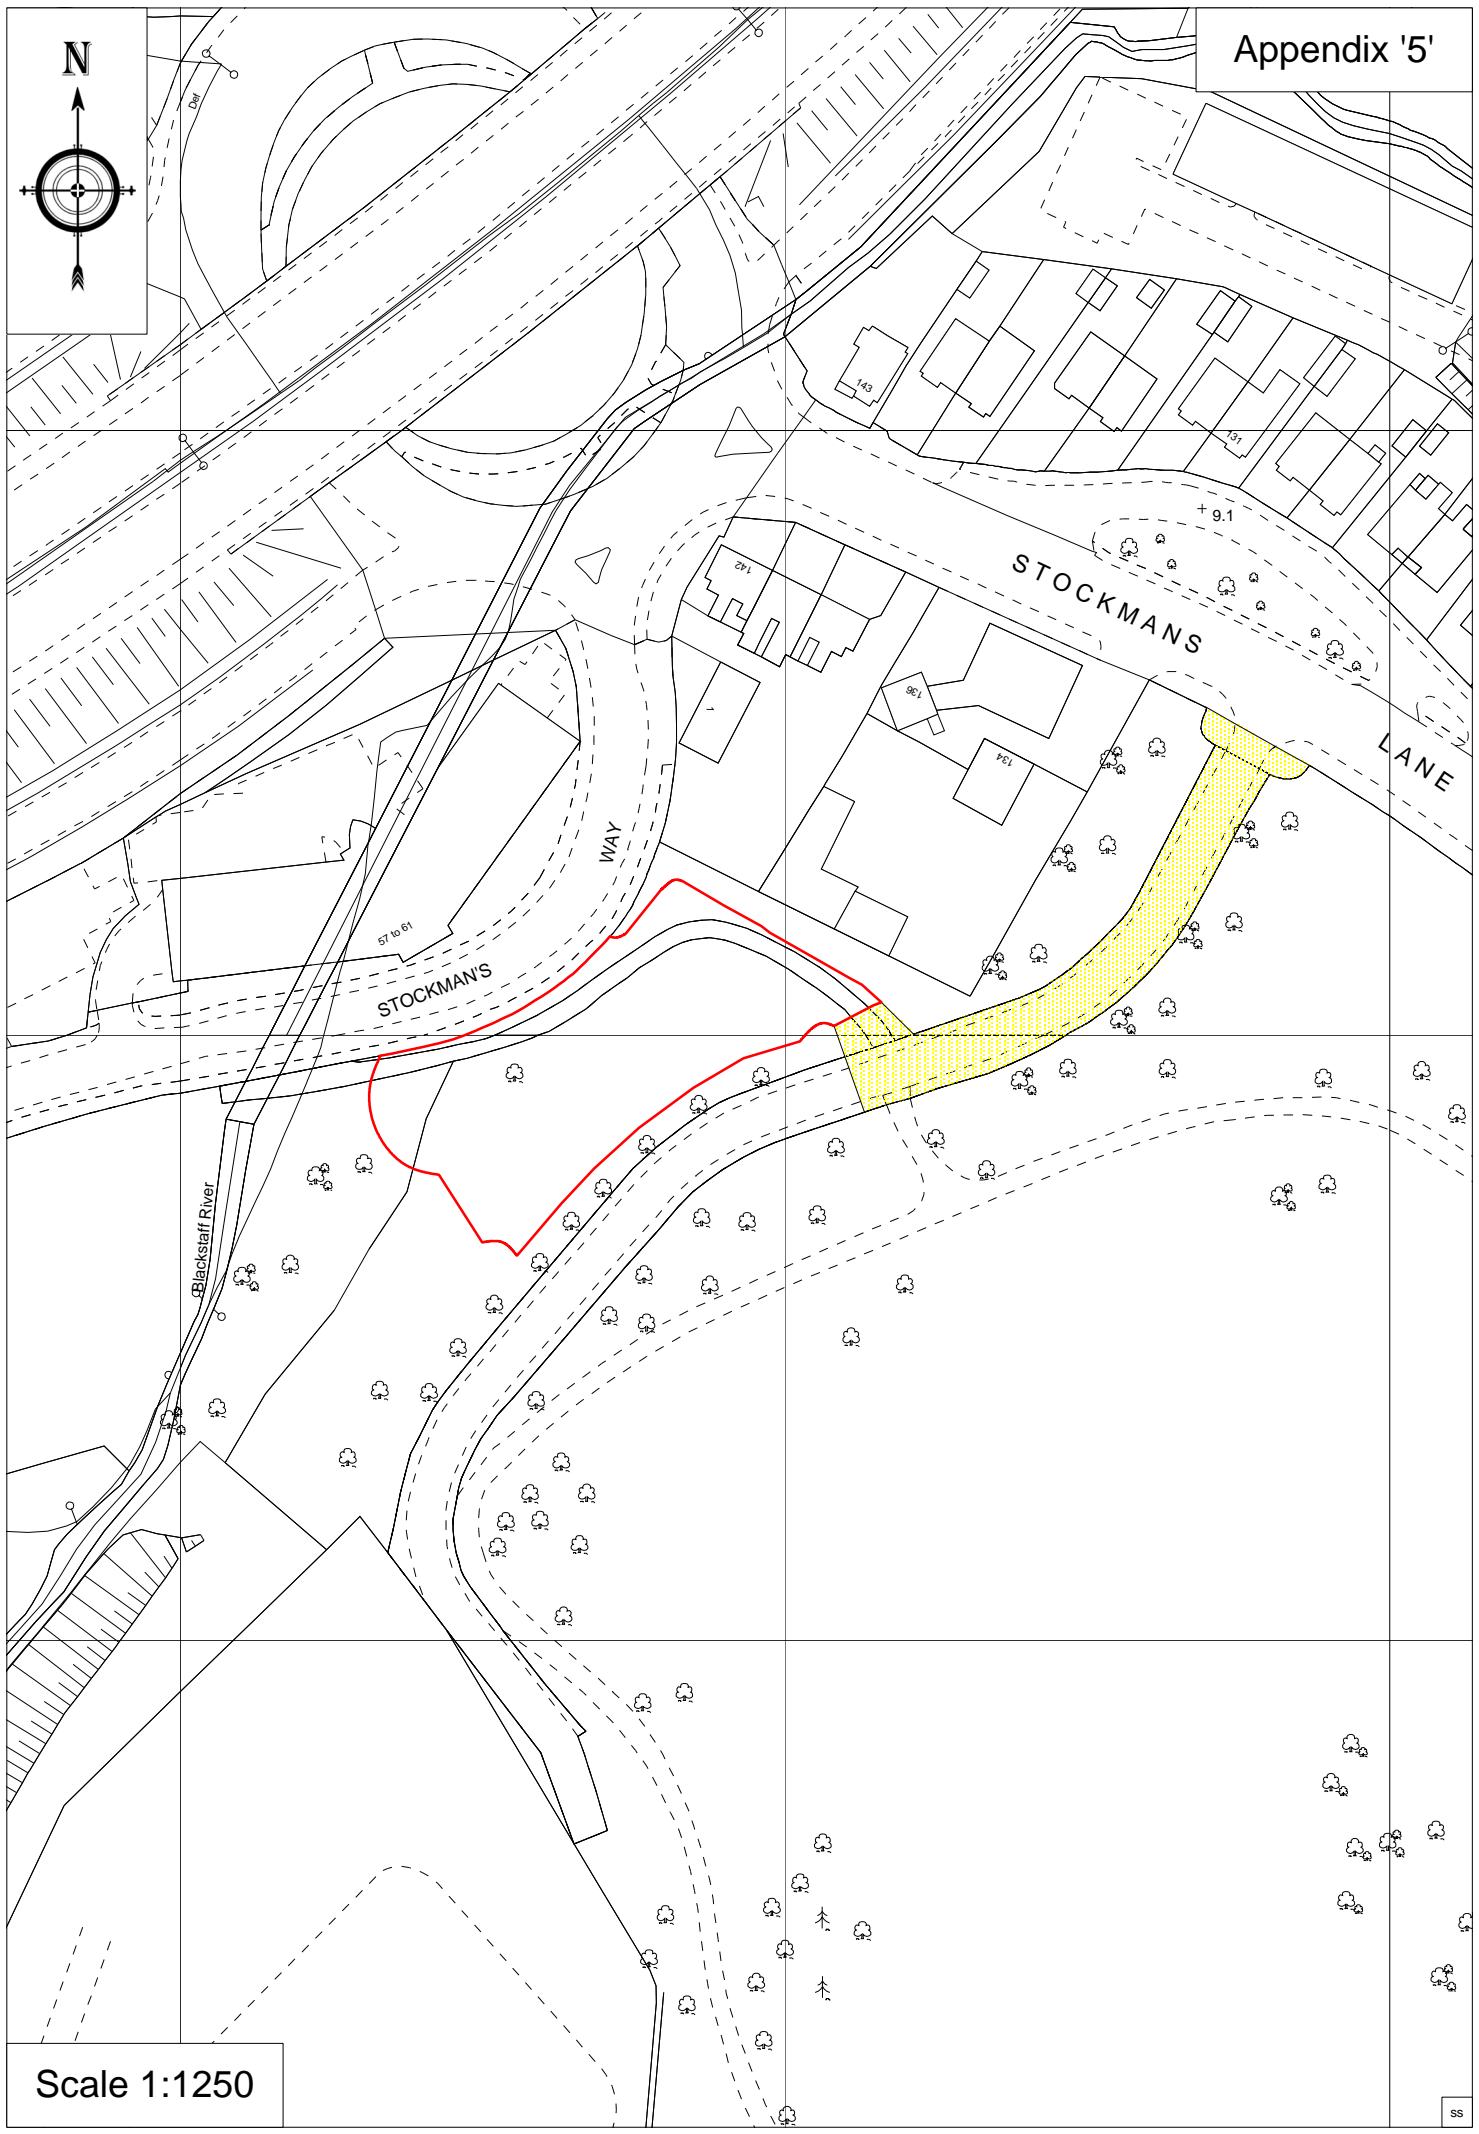 N
Appendix '5'
Def
143
131
+ 9.1
STOCKMANS
LANE
142
136
134
WAY
57 to 61
STOCKMAN'S
Blackstaff River
Scale 1:1250
ss